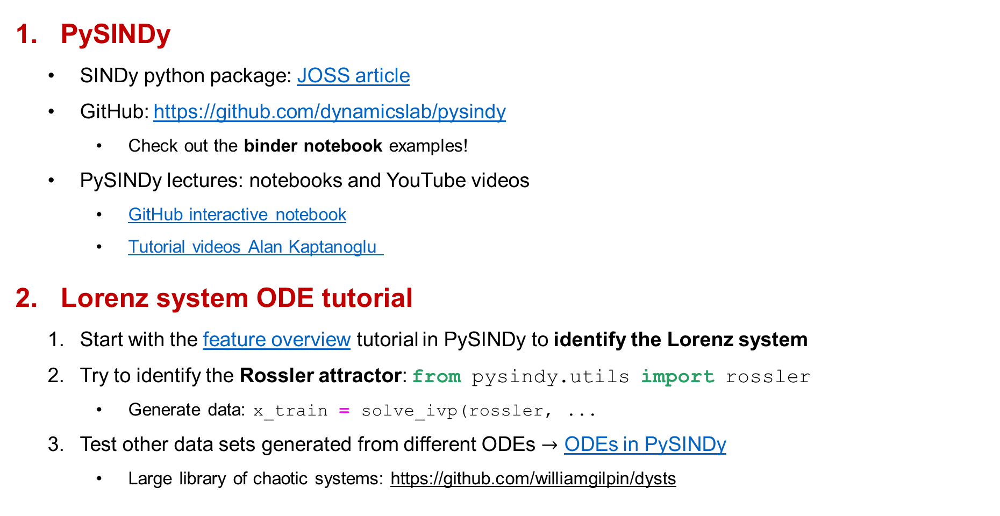 1. PySINDy
• SINDy python package: JOSS article
• GitHub: https://github.com/dynamicslab/pysindy
• Check out the binder notebook examples!
• PySINDy lectures: notebooks and YouTube videos
• GitHub interactive notebook
• Tutorial videos Alan Kaptanoglu
2. Lorenz system ODE tutorial
1. Start with the feature overview tutorial in PySINDy to identify the Lorenz system
2. Try to identify the Rossler attractor: from pysindy.utils import rossler
• Generate data: x_train = solve_ivp(rossler, ...
3. Test other data sets generated from different ODEs → ODEs in PySINDy
• Large library of chaotic systems: https://github.com/williamgilpin/dysts